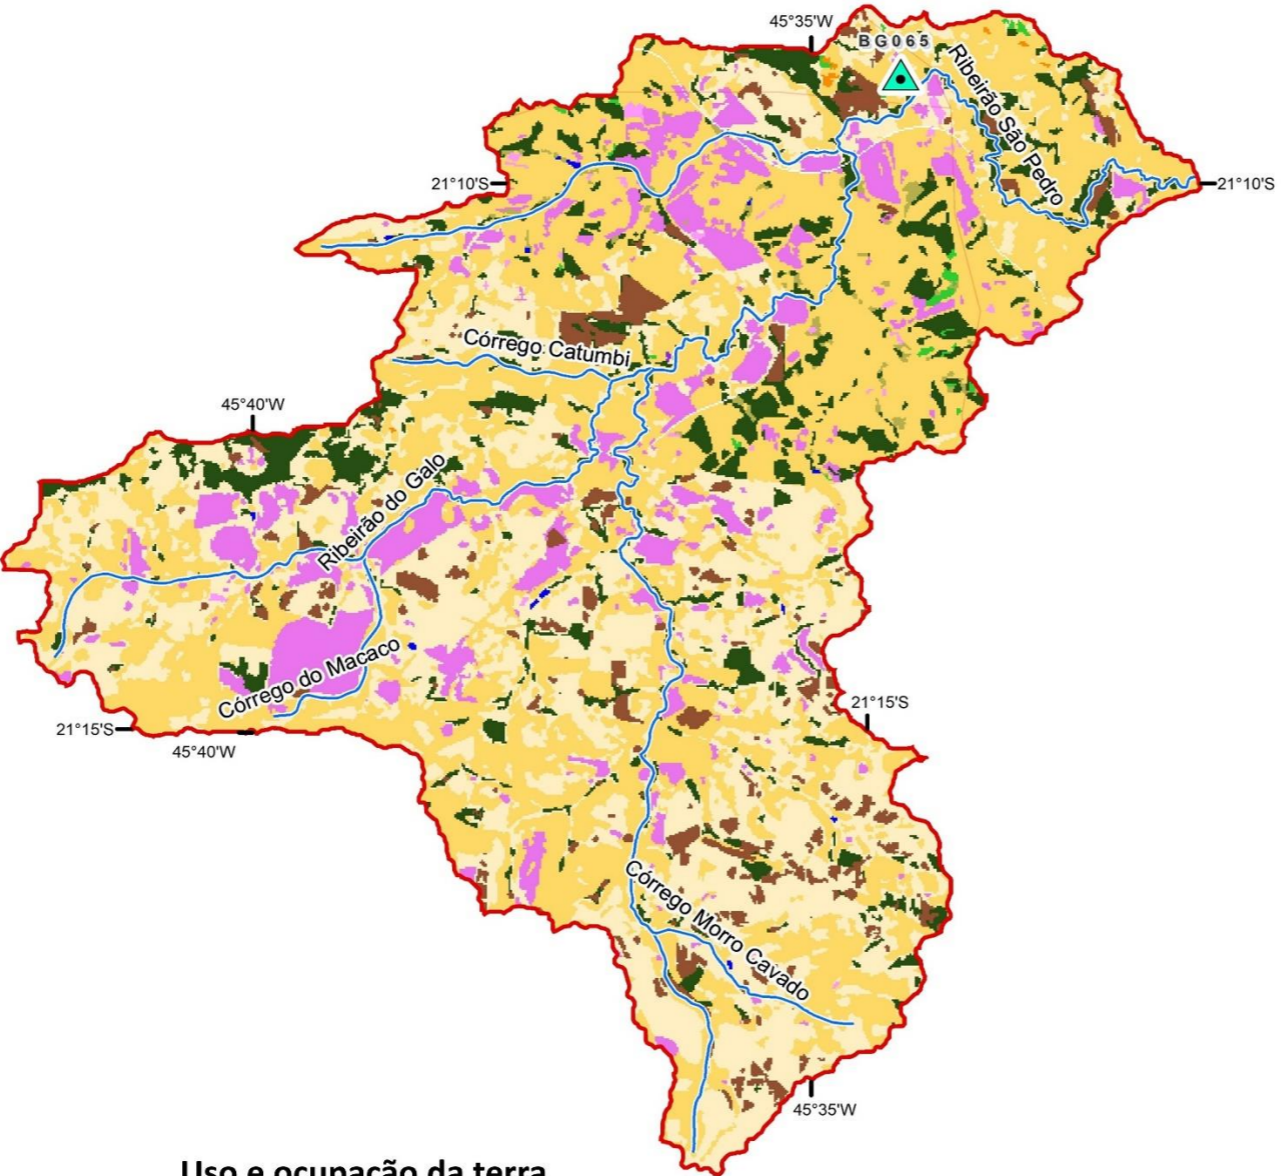 45°35'W
BG065
Ribeirão São Pedro
21°10'S
21°10'S
Córrego Catumbi
45°40'W
Ribeirão do Galo
Córrego do Macaco
21°15'S
21°15'S
45°40'W
Córrego Morro Cavado
45°35'W
Uso e ocupação da terra